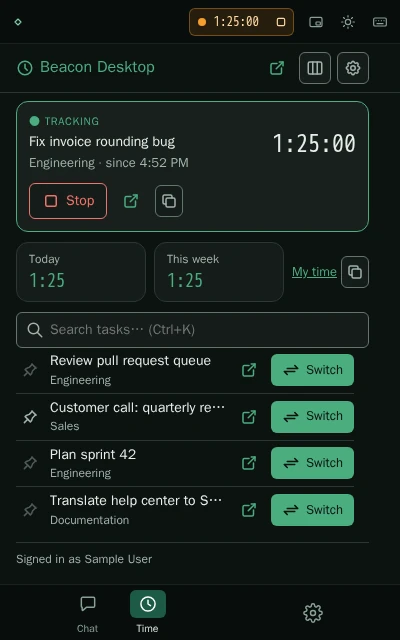 1:25:00
Beacon Desktop
TRACKING
Fix invoice rounding bug
1:25:00
Engineering · since 4:52 PM
Stop
Today
1:25
This week
1:25
My time
Search tasks··· (Ctrl+K)
Review pull request queue
Engineering
Switch
Customer call: quarterly re···
Sales
Switch
Plan sprint 42
Engineering
Switch
Translate help center to S···
Documentation
Switch
Signed in as Sample User
Chat
Time